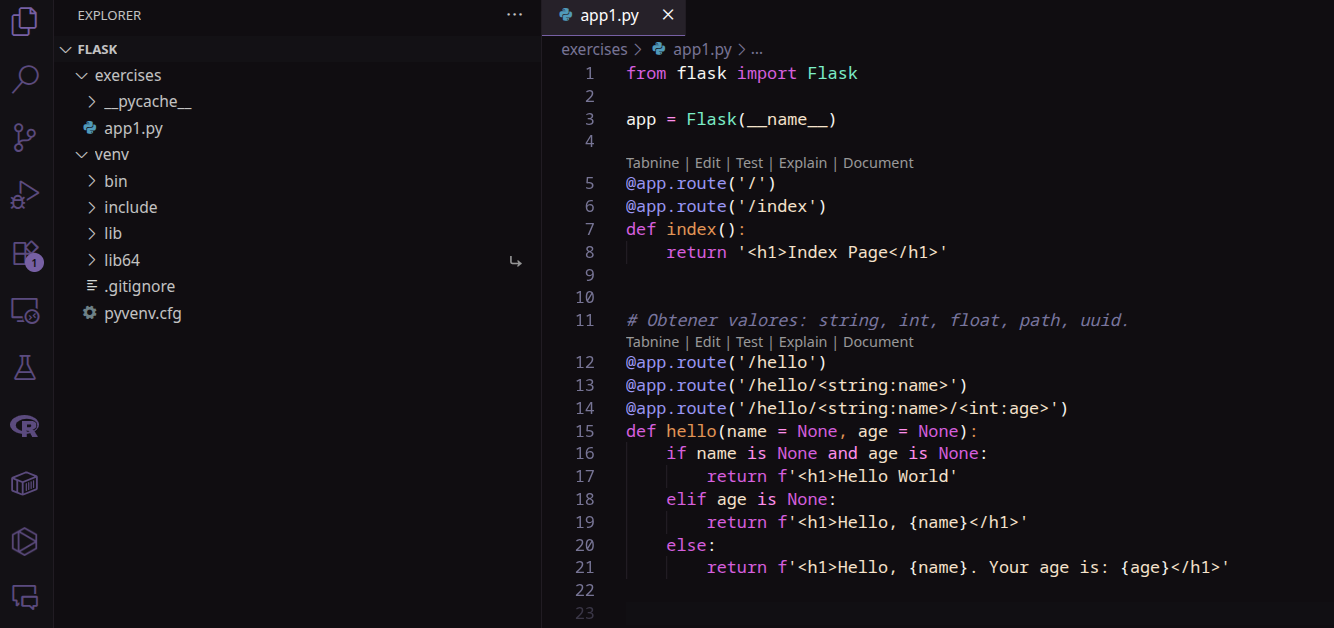 EXPLORER
FLASK
exercises
__pycache__
app1.py
venv
bin
include
lib
lib64
.gitignore
pyvenv.cfg
1
app1.py
exercises > app1.py > ...
1 from flask import Flask
2
3 app = Flask(__name__)
4
Tabnine | Edit | Test | Explain | Document
5 @app.route('/')
6 @app.route('/index')
7 def index():
8     return '<h1>Index Page</h1>'
9
10
11 # Obtener valores: string, int, float, path, uuid.
Tabnine | Edit | Test | Explain | Document
12 @app.route('/hello')
13 @app.route('/hello/<string:name>')
14 @app.route('/hello/<string:name>/<int:age>')
15 def hello(name = None, age = None):
16     if name is None and age is None:
17         return f'<h1>Hello World'
18     elif age is None:
19         return f'<h1>Hello, {name}</h1>'
20     else:
21         return f'<h1>Hello, {name}. Your age is: {age}</h1>'
22
23